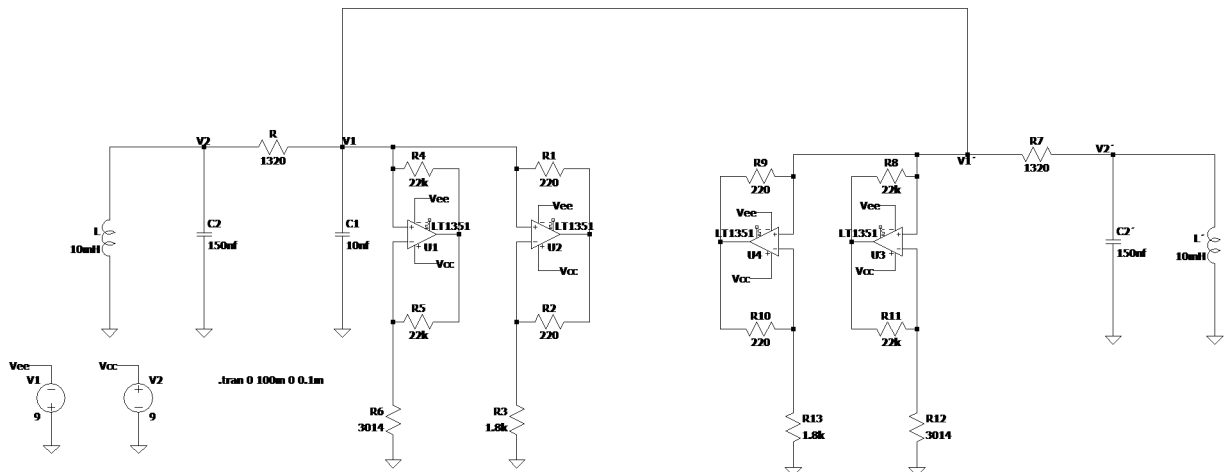 R
1320
V2
V1
R4
22k
R1
220
Vee
Vee
LT1351
LT1351
U1
U2
Vcc
Vcc
L
10mH
C2
150nf
C1
10nf
R5
22k
R2
220
R6
3014
R3
1.8k
R9
220
R8
22k
V1´
R7
1320
V2´
Vee
Vee
LT1351
LT1351
U4
U3
Vcc
Vcc
C2´
150nf
L´
10mH
R10
220
R11
22k
R13
1.8k
R12
3014
Vee
V1
9
Vcc
V2
9
.tran 0 100m 0 0.1m